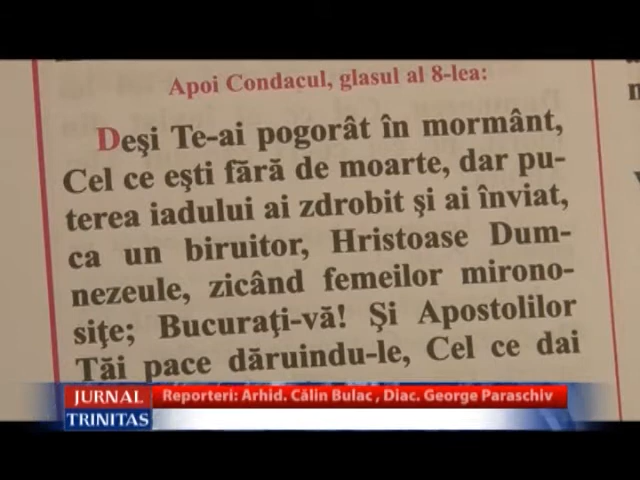 Apoi Condacul, glasul al 8-lea:
Deşi Te-ai pogorât în mormânt,
Cel ce eşti fără de moarte, dar pu-
terea iadului ai zdrobit şi ai înviat,
ca un biruitor, Hristoase Dum-
nezeule, zicând femeilor mirono-
siţe; Bucuraţi-vă! Şi Apostolilor
Tăi pace dăruindu-le, Cel ce dai
JURNAL
TRINITAS
Reporteri: Arhid. Călin Bulac , Diac. George Paraschiv